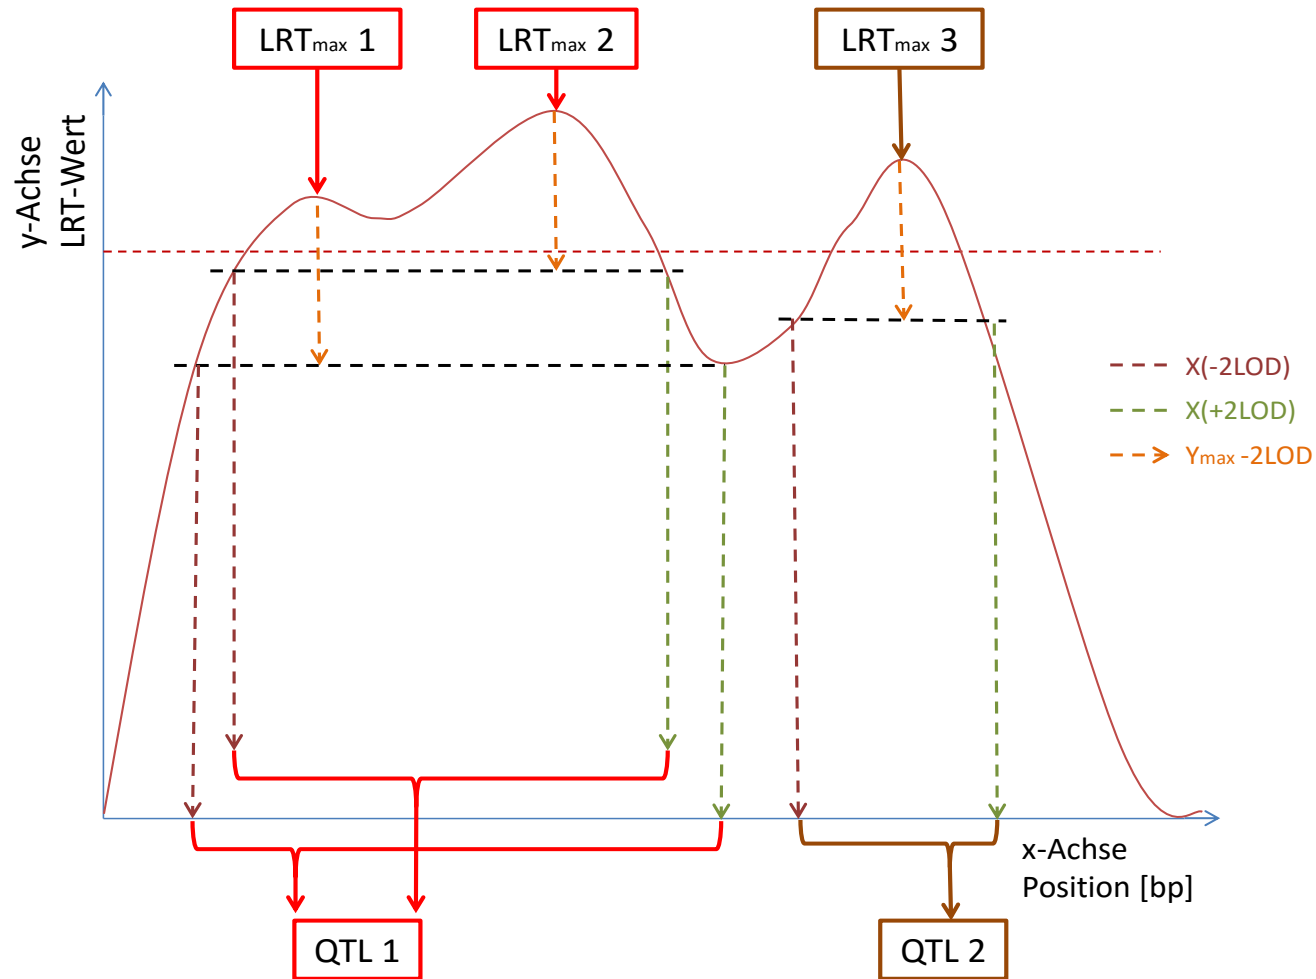 LRTmax 1
LRTmax 2
LRTmax 3
y-Achse
LRT-Wert
X(-2LOD)
X(+2LOD)
Ymax -2LOD
x-Achse
Position [bp]
QTL 1
QTL 2